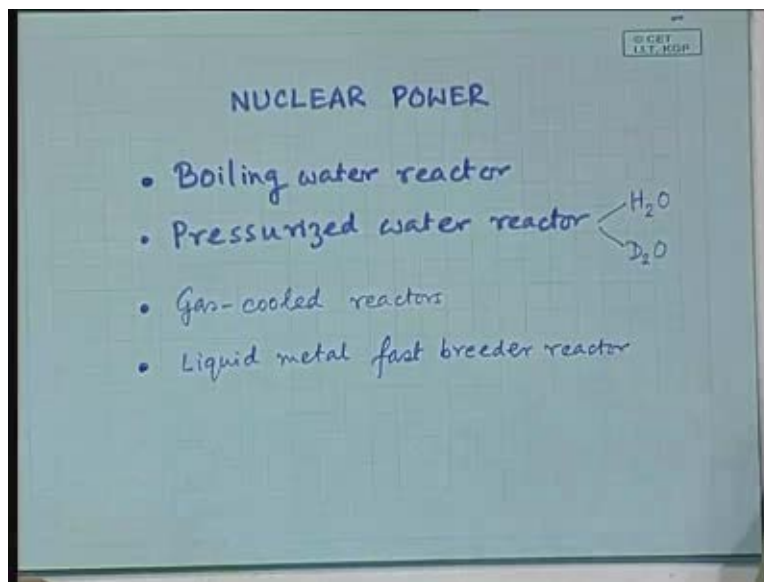 © CET
I.I.T. KGP
NUCLEAR POWER
• Boiling water reactor
• Pressurized water reactor
H₂O
D₂O
• Gas-cooled reactors
• Liquid metal fast breeder reactor